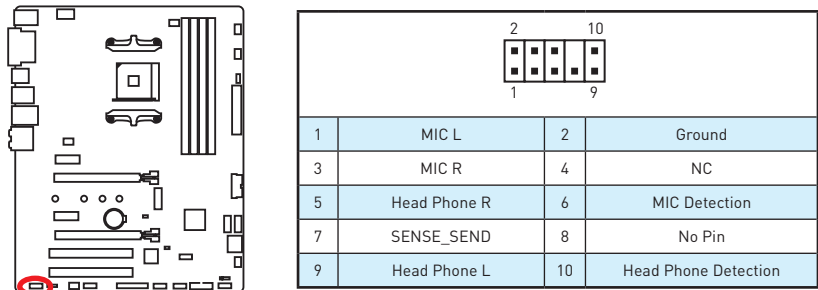 2 10
1 9
1 MIC L 2 Ground
3 MIC R 4 NC
5 Head Phone R 6 MIC Detection
7 SENSE_SEND 8 No Pin
9 Head Phone L 10 Head Phone Detection